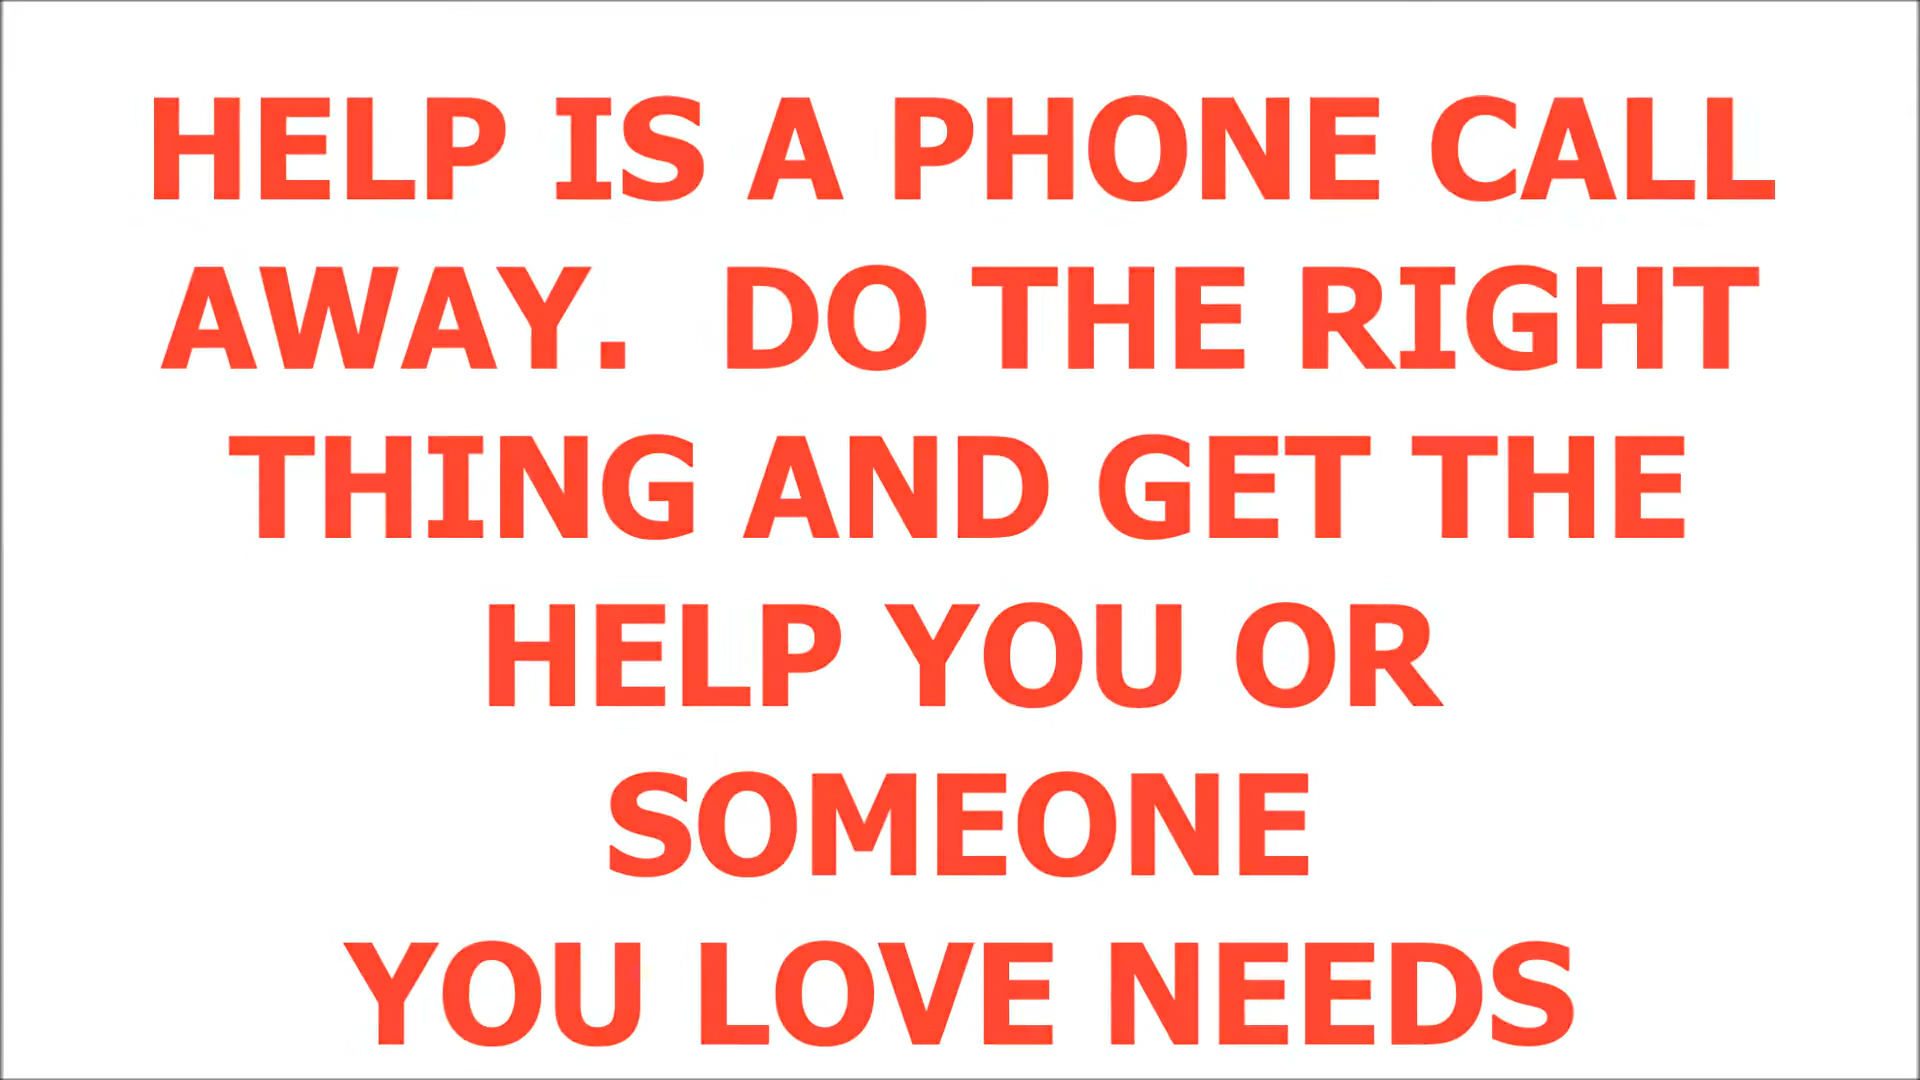 HELP IS A PHONE CALL
AWAY.  DO THE RIGHT
THING AND GET THE
HELP YOU OR
SOMEONE
YOU LOVE NEEDS